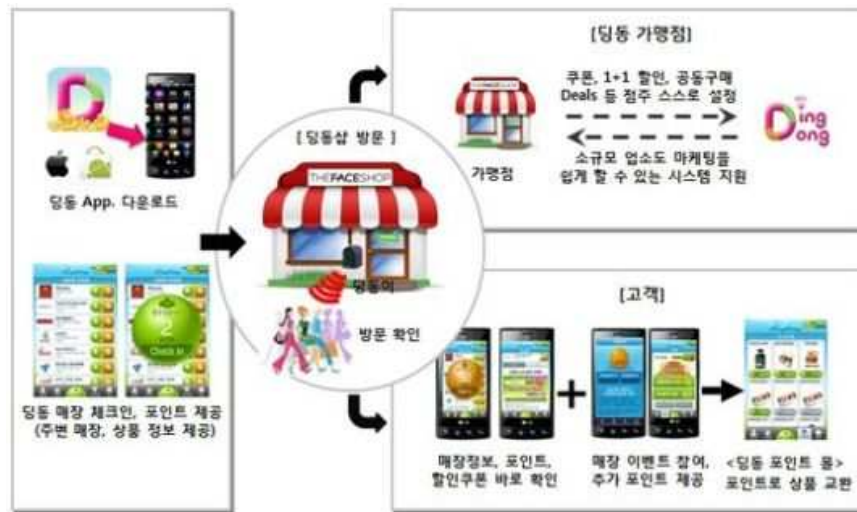 딩동 App. 다운로드
2
Check in
딩동 매장 체크인, 포인트 제공
(주변 매장, 상품 정보 제공)
[ 딩동샵 방문 ]
THEFACESHOP
딩동이
방문 확인
[딩동 가맹점]
THEFACESHOP
가맹점
쿠폰, 1+1 할인, 공동구매
Deals 등 점주 스스로 설정
소규모 업소도 마케팅을
쉽게 할 수 있는 시스템 지원
Ding
Dong
[고객]
매장정보, 포인트,
할인쿠폰 바로 확인
매장 이벤트 참여,
추가 포인트 제공
<딩동 포인트 몰>
포인트로 상품 교환